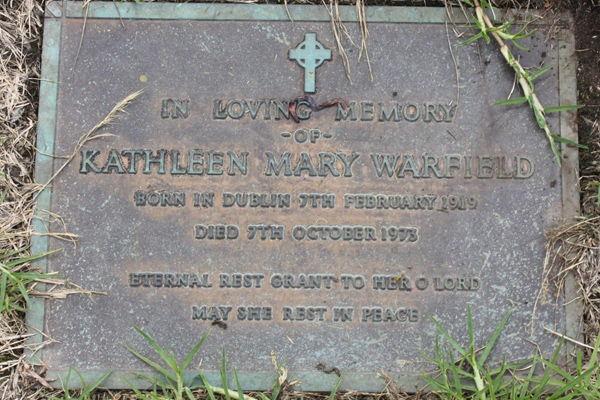 IN LOVING MEMORY
-OF-
KATHLEEN MARY WARFIELD
BORN IN DUBLIN 7TH FEBRUARY 1919
DIED 7TH OCTOBER 1973
ETERNAL REST GRANT TO HER O LORD
MAY SHE REST IN PEACE